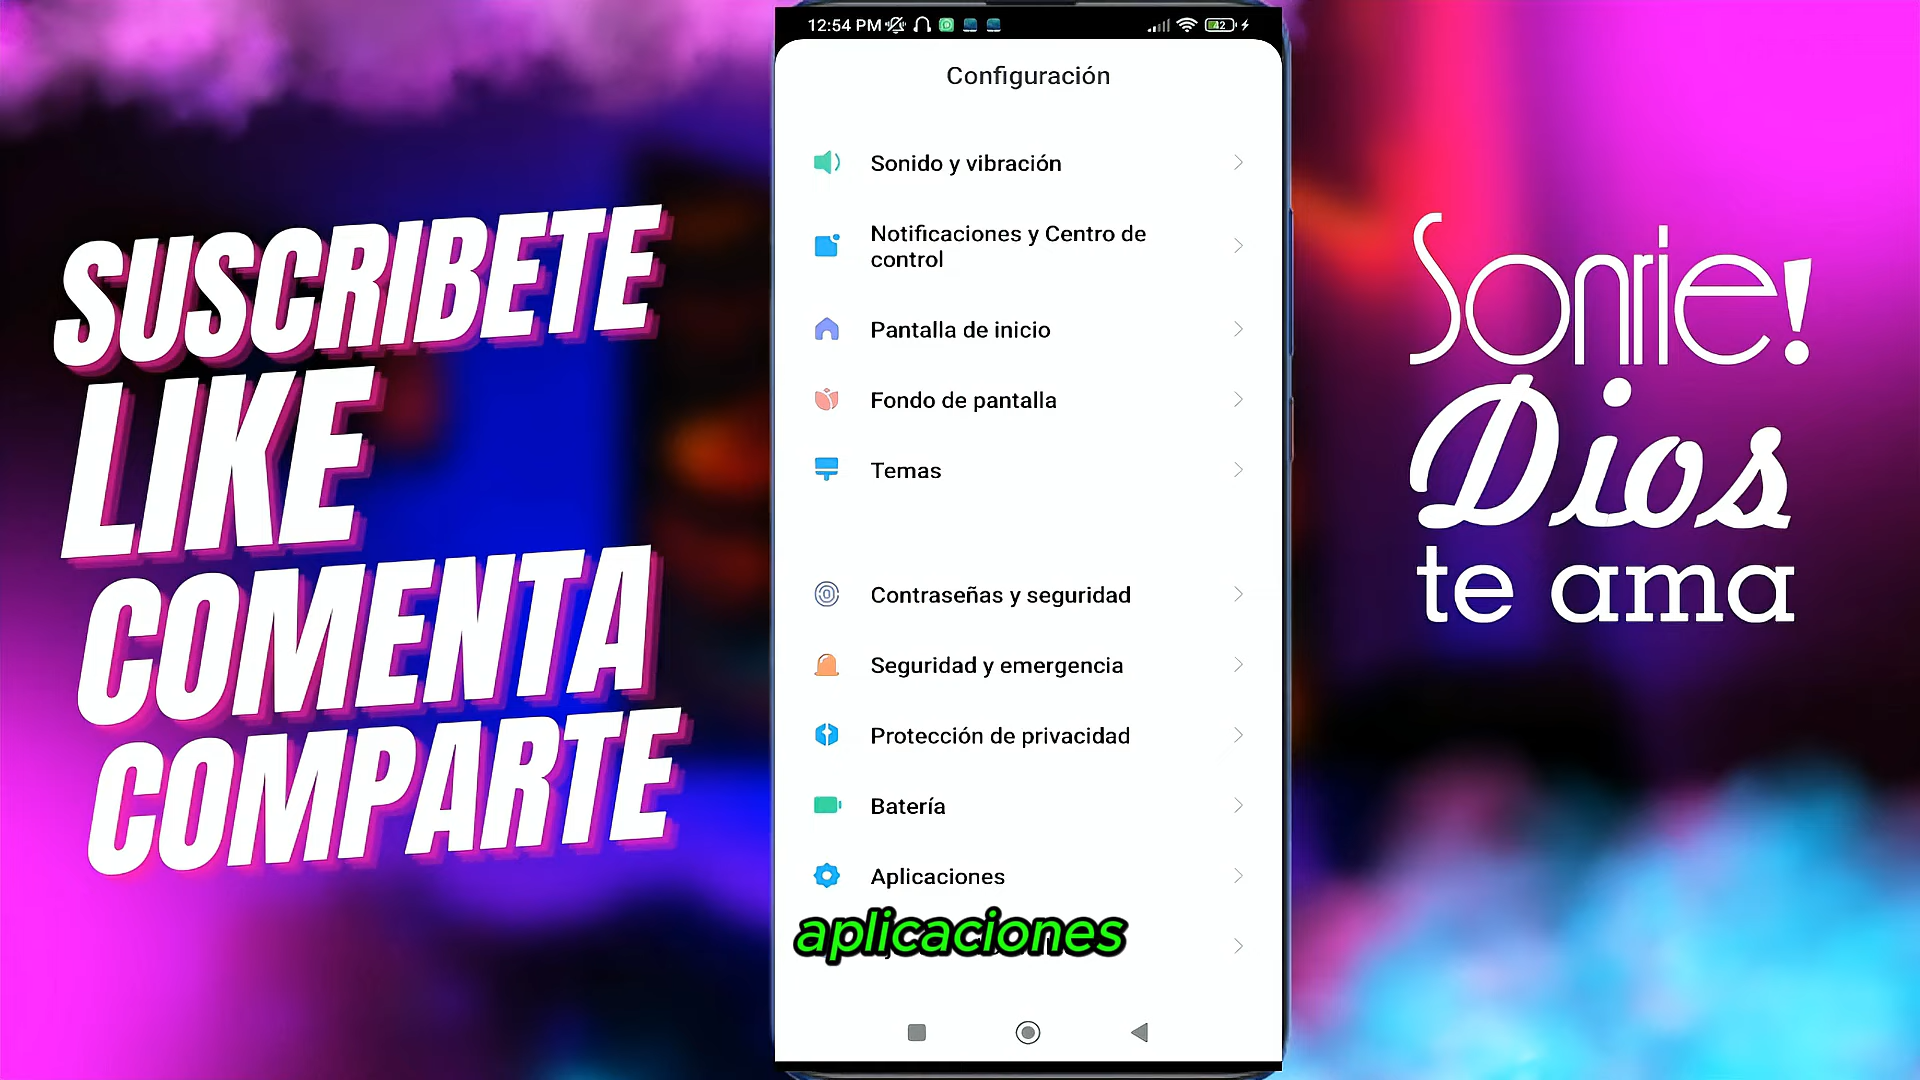 SUSCRIBETE
LIKE
COMENTA
COMPARTE
12:54 PM
42
Configuración
Sonido y vibración
Notificaciones y Centro de
control
Pantalla de inicio
Fondo de pantalla
Temas
Contraseñas y seguridad
Seguridad y emergencia
Protección de privacidad
Batería
Aplicaciones
aplicaciones
Sonrie!
Dios
te ama